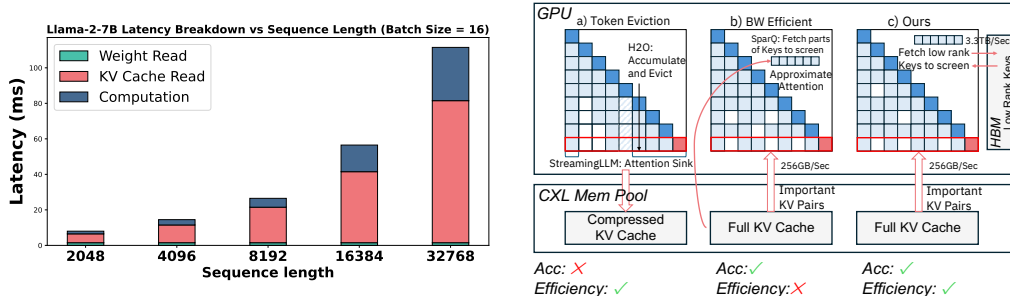 Llama-2-7B Latency Breakdown vs Sequence Length (Batch Size = 16)
Weight Read
KV Cache Read
Computation
Latency (ms)
100
80
60
40
20
0
2048
4096
8192
16384
32768
Sequence length
GPU
a) Token Eviction
H2O:
Accumulate
and Evict
StreamingLLM: Attention Sink
b) BW Efficient
SparQ: Fetch parts
of Keys to screen
Approximate
Attention
256GB/Sec
c) Ours
3.3TB/Sec
Fetch low rank
Keys to screen
256GB/Sec
HBM
Low Rank Keys
CXL Mem Pool
Compressed
KV Cache
Important
KV Pairs
Full KV Cache
Important
KV Pairs
Full KV Cache
Acc: ✗
Efficiency: ✓
Acc: ✓
Efficiency: ✗
Acc: ✓
Efficiency: ✓